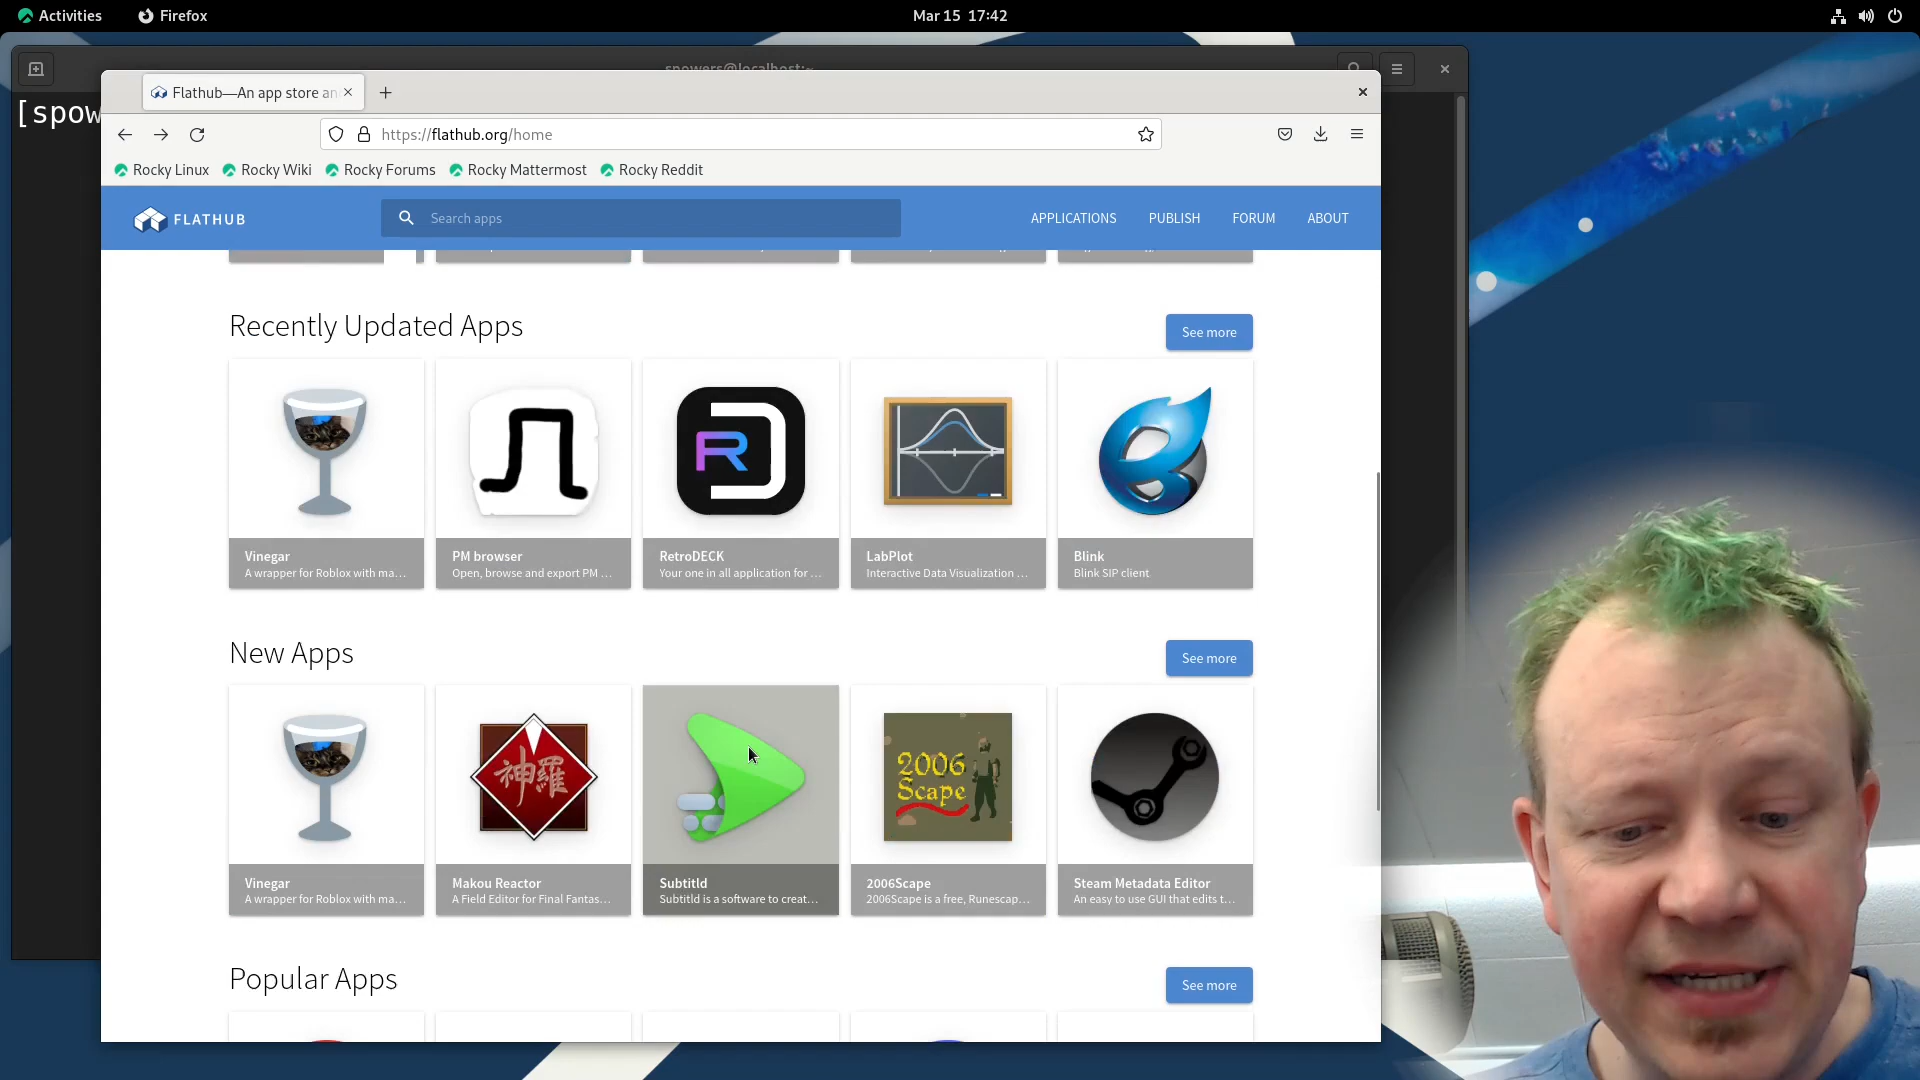 Activities
Firefox
Mar 15 17:42
spowers@localhost:~
[spow
Flathub—An app store an
https://flathub.org/home
Rocky Linux
Rocky Wiki
Rocky Forums
Rocky Mattermost
Rocky Reddit
FLATHUB
Search apps
APPLICATIONS
PUBLISH
FORUM
ABOUT
Recently Updated Apps
See more
Vinegar
A wrapper for Roblox with ma…
PM browser
Open, browse and export PM …
RetroDECK
Your one in all application for …
LabPlot
Interactive Data Visualization …
Blink
Blink SIP client
New Apps
See more
神羅
2006
Scape
Vinegar
A wrapper for Roblox with ma…
Makou Reactor
A Field Editor for Final Fantas…
Subtitld
Subtitld is a software to creat…
2006Scape
2006Scape is a free, Runescap…
Steam Metadata Editor
An easy to use GUI that edits t…
Popular Apps
See more